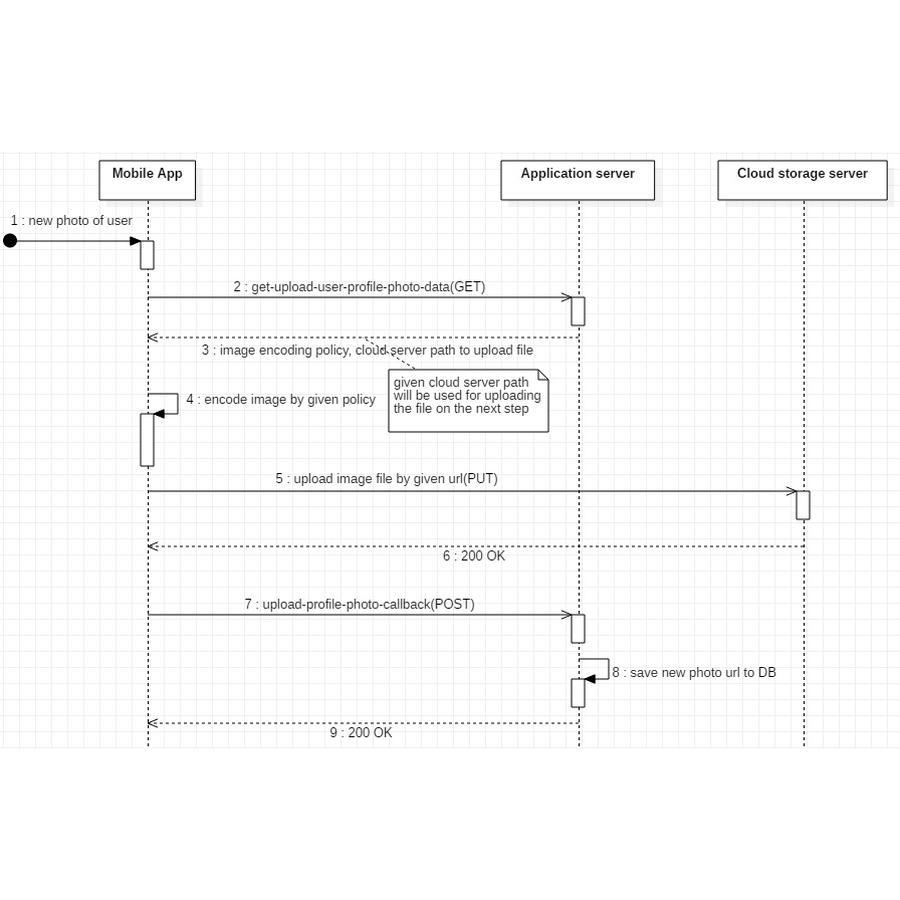 Mobile App
Application server
Cloud storage server
1 : new photo of user
2 : get-upload-user-profile-photo-data(GET)
3 : image encoding policy, cloud server path to upload file
given cloud server path
will be used for uploading
the file on the next step
4 : encode image by given policy
5 : upload image file by given url(PUT)
6 : 200 OK
7 : upload-profile-photo-callback(POST)
8 : save new photo url to DB
9 : 200 OK